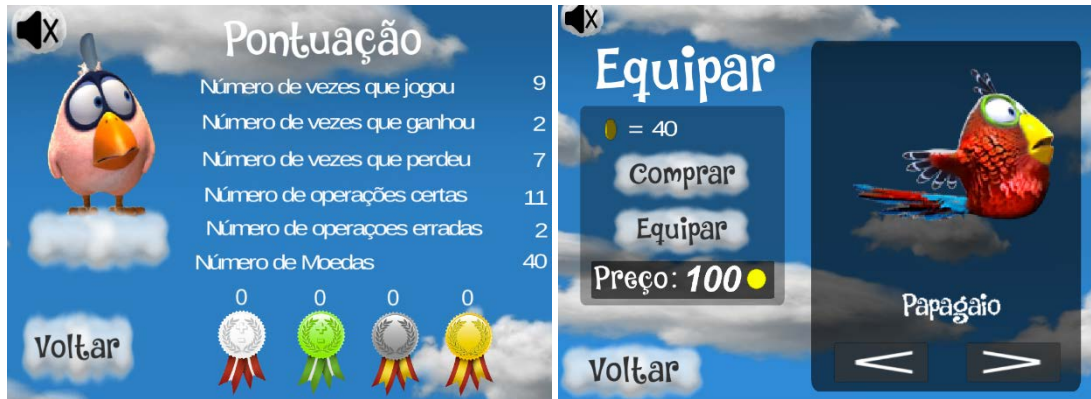 Pontuação
Número de vezes que jogou 9
Número de vezes que ganhou 2
Número de vezes que perdeu 7
Número de operações certas 11
Número de operaçoes erradas 2
Número de Moedas 40
0 0 0 0
Voltar
Equipar
= 40
Comprar
Equipar
Preço: 100
Voltar
Papagaio
< >